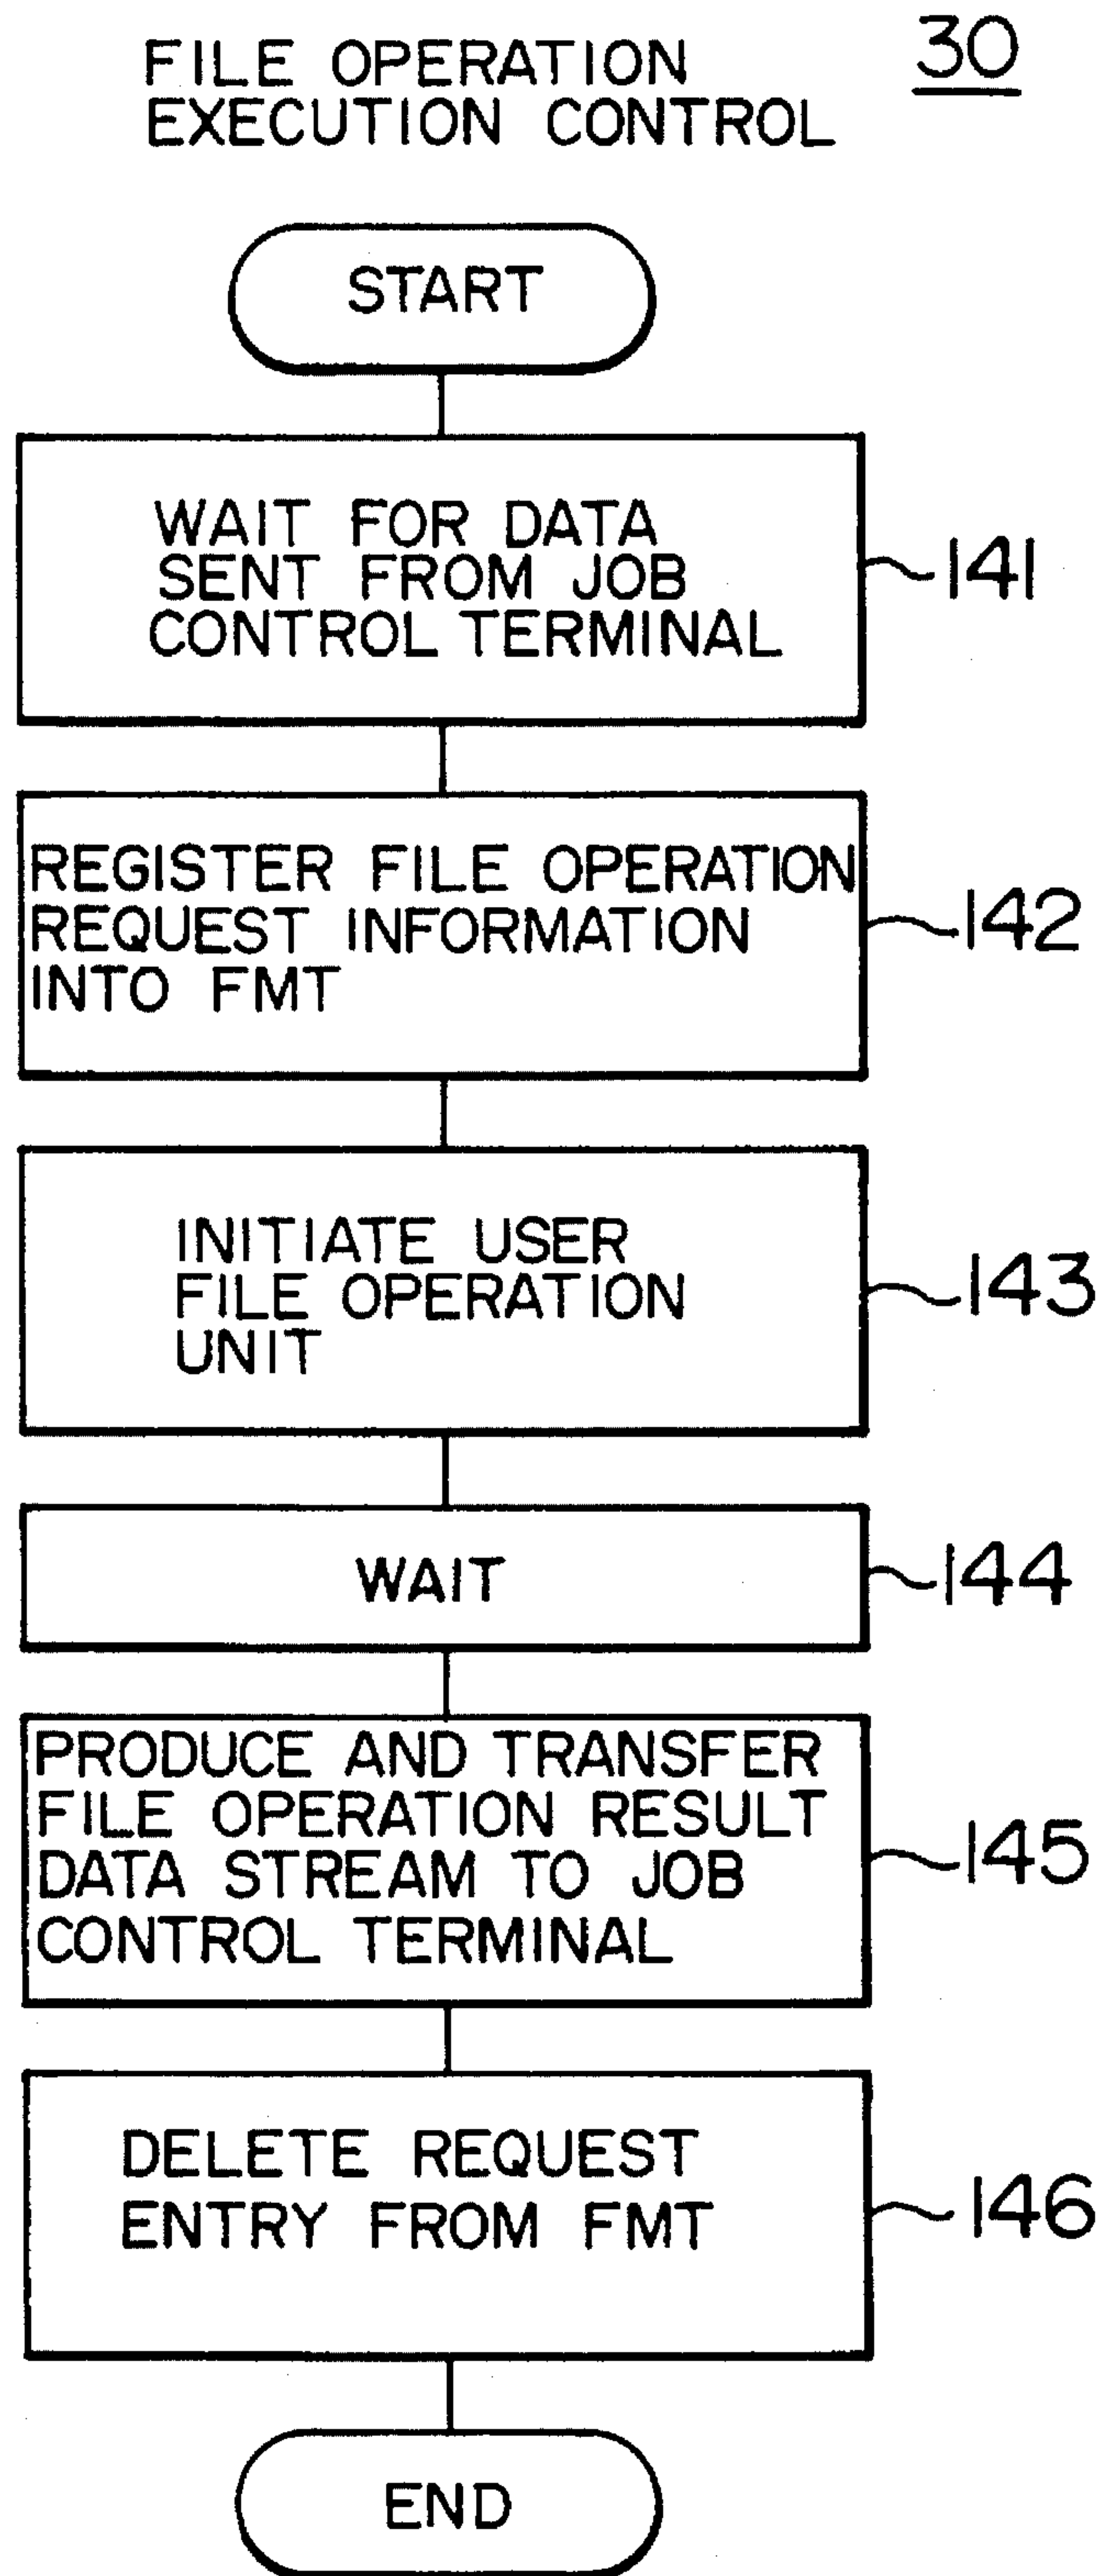 30
FILE OPERATION
EXECUTION CONTROL
START
WAIT FOR DATA
SENT FROM JOB
CONTROL TERMINAL
141
REGISTER FILE OPERATION
REQUEST INFORMATION
INTO FMT
142
INITIATE USER
FILE OPERATION
UNIT
143
WAIT
144
PRODUCE AND TRANSFER
FILE OPERATION RESULT
DATA STREAM TO JOB
CONTROL TERMINAL
145
DELETE REQUEST
ENTRY FROM FMT
146
END